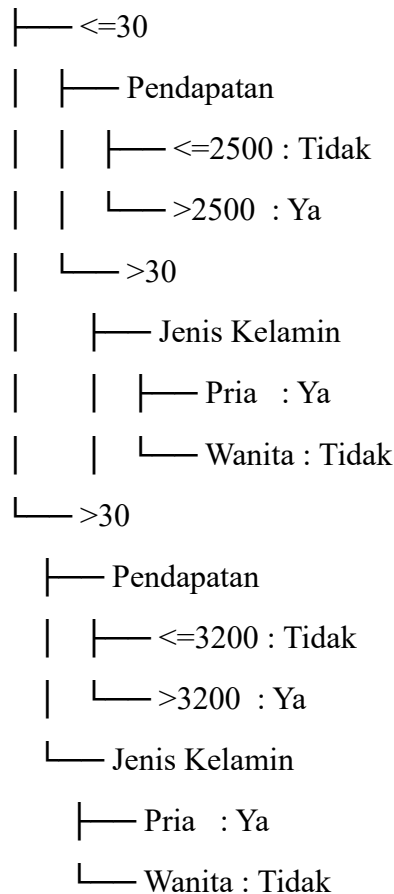 ├── <=30
│ ├── Pendapatan
│ │ ├── <=2500 : Tidak
│ │ └── >2500 : Ya
│ └── >30
│ ├── Jenis Kelamin
│ │ ├── Pria : Ya
│ │ └── Wanita : Tidak
└── >30
├── Pendapatan
│ ├── <=3200 : Tidak
│ └── >3200 : Ya
└── Jenis Kelamin
├── Pria : Ya
└── Wanita : Tidak